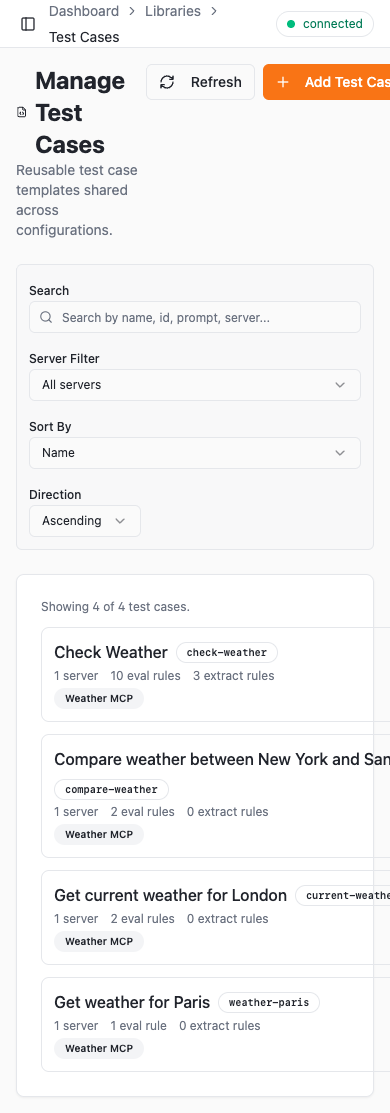 Dashboard > Libraries >
Test Cases
connected
Manage
Test
Cases
Refresh
Add Test Cas
Reusable test case
templates shared
across
configurations.
Search
Search by name, id, prompt, server...
Server Filter
All servers
Sort By
Name
Direction
Ascending
Showing 4 of 4 test cases.
Check Weather check-weather
1 server 10 eval rules 3 extract rules
Weather MCP
Compare weather between New York and San
compare-weather
1 server 2 eval rules 0 extract rules
Weather MCP
Get current weather for London current-weathe
1 server 2 eval rules 0 extract rules
Weather MCP
Get weather for Paris weather-paris
1 server 1 eval rule 0 extract rules
Weather MCP